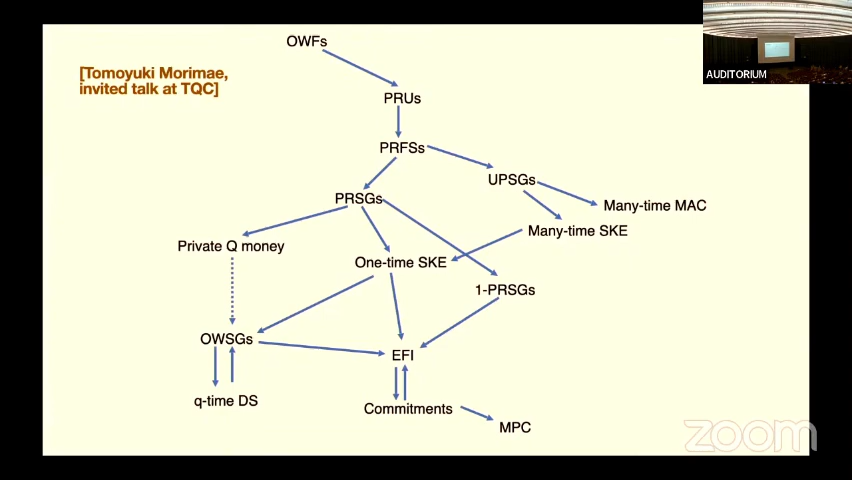 OWFs
[Tomoyuki Morimae,
invited talk at TQC]
AUDITORIUM
PRUs
PRFSs
UPSGs
PRSGs
Many-time MAC
Many-time SKE
Private Q money
One-time SKE
1-PRSGs
OWSGs
EFI
q-time DS
Commitments
MPC
zoom